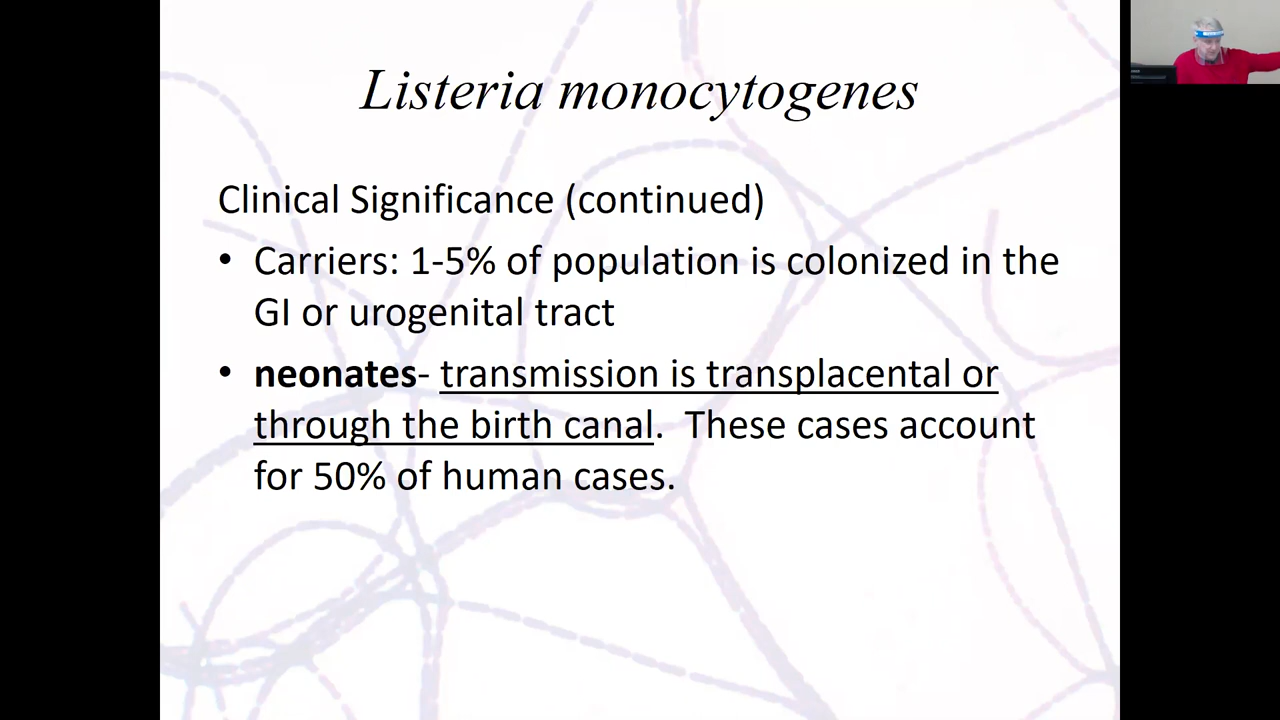 Listeria monocytogenes
Clinical Significance (continued)
• Carriers: 1-5% of population is colonized in the
GI or urogenital tract
• neonates- transmission is transplacental or
through the birth canal. These cases account
for 50% of human cases.